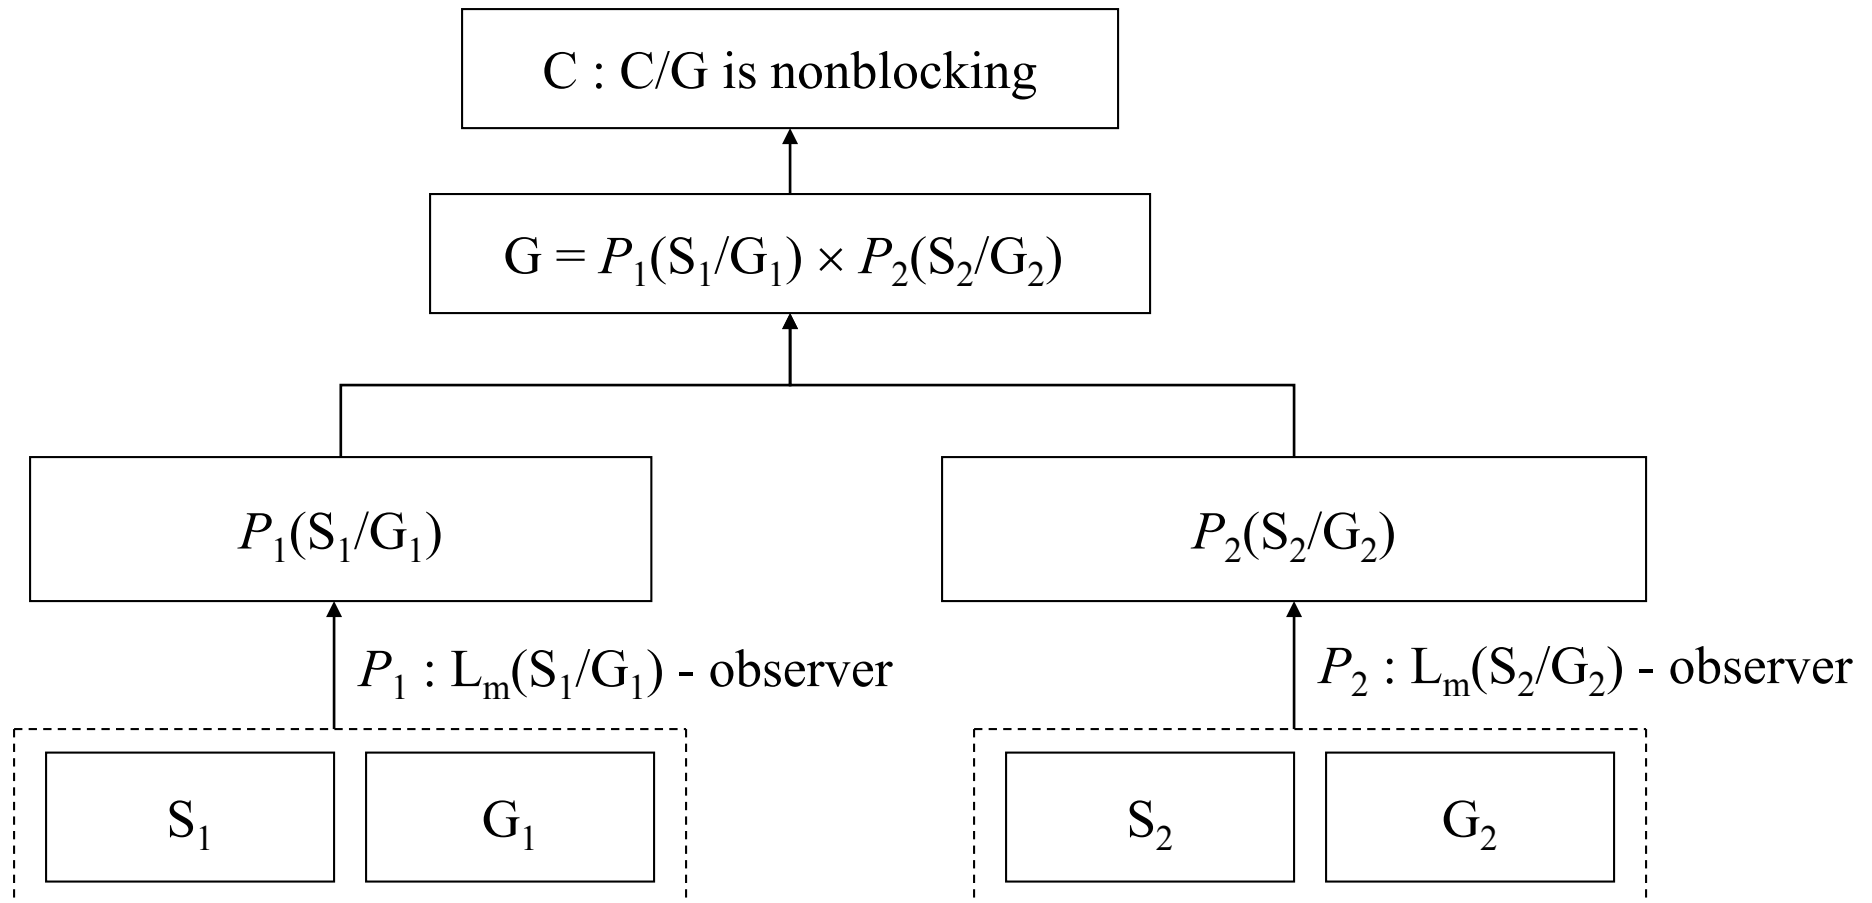 C : C/G is nonblocking
G = P₁(S₁/G₁) × P₂(S₂/G₂)
P₁(S₁/G₁)
P₂(S₂/G₂)
P₁ : Lₘ(S₁/G₁) - observer
P₂ : Lₘ(S₂/G₂) - observer
S₁
G₁
S₂
G₂